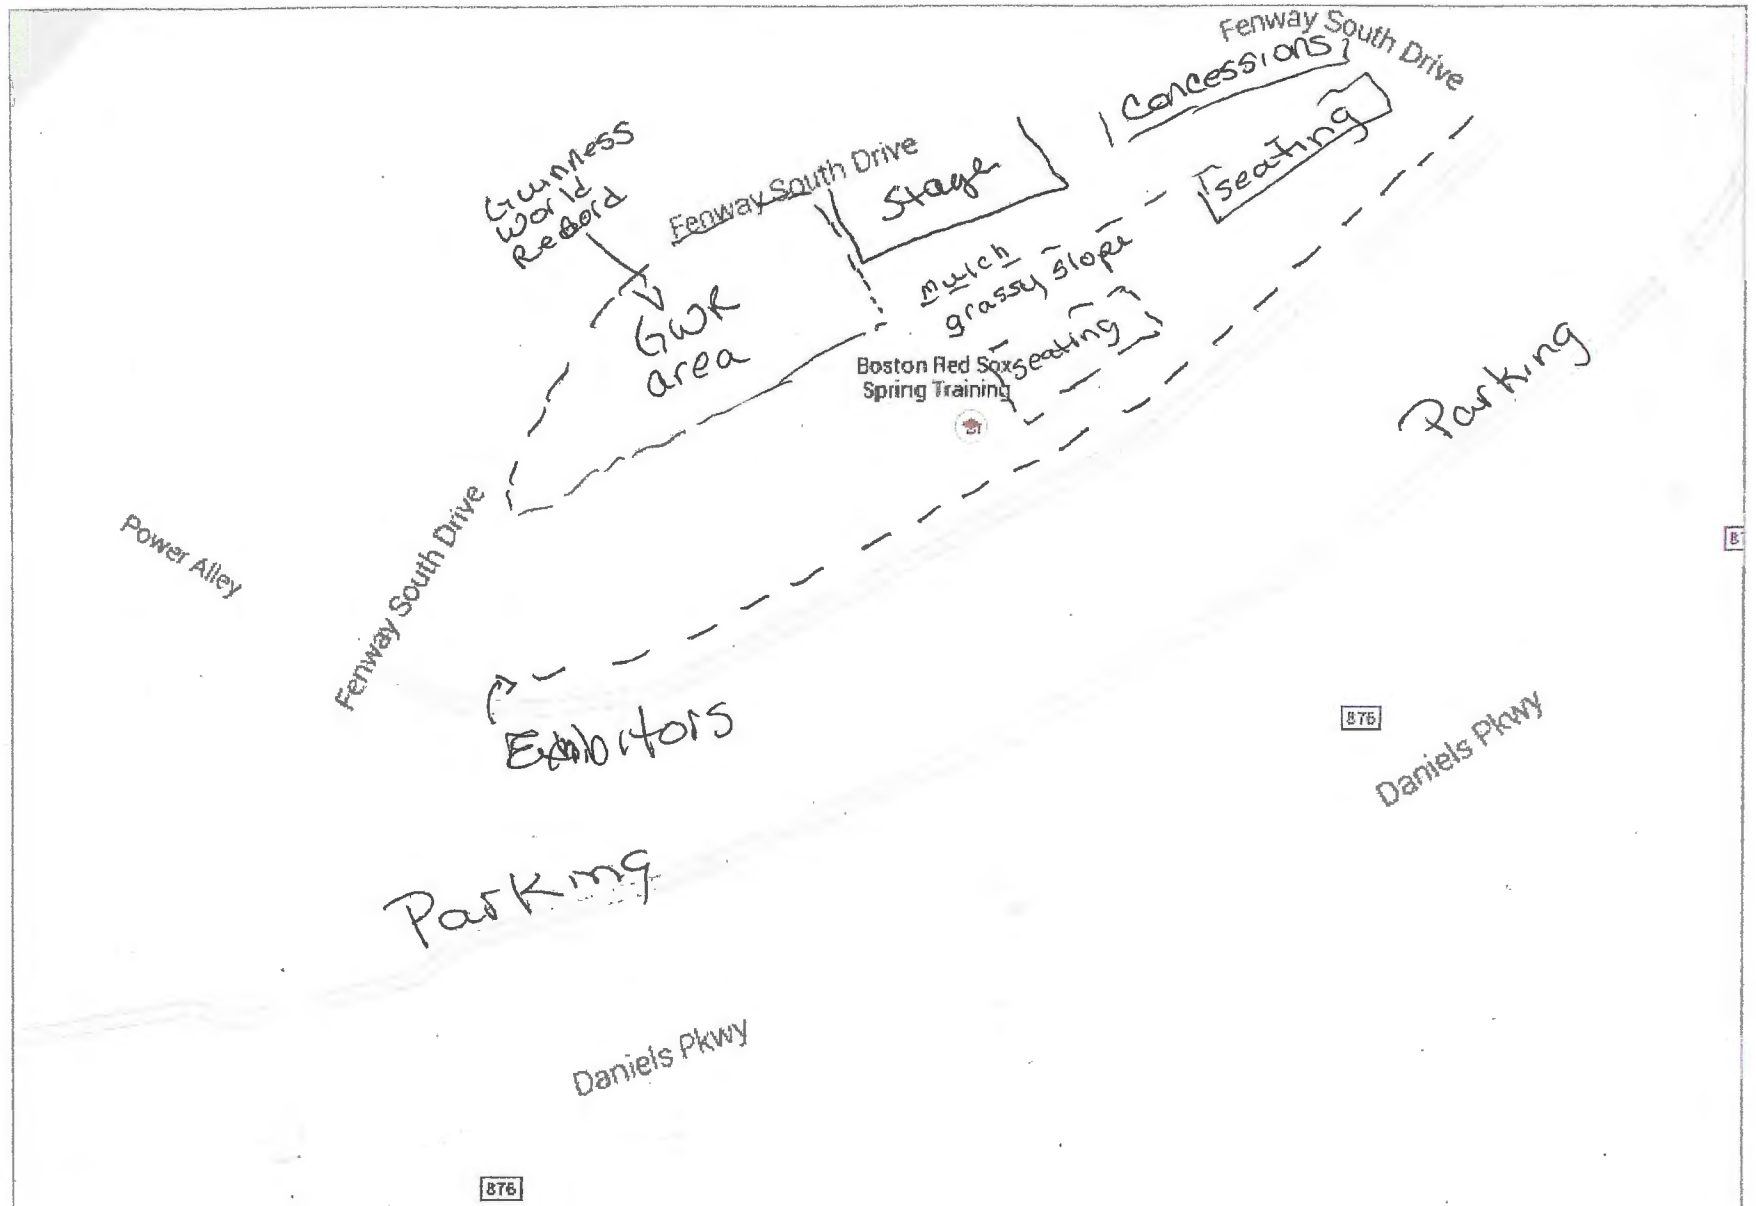 Fenway South Drive
Concessions
seating
Guinness
World
Record
Fenway South Drive
Stage
GWR
area
mulch
grassy slope
seating
Boston Red Sox
Spring Training
Parking
Power Alley
Fenway South Drive
Exhibitors
876
Daniels Pkwy
Parking
Daniels Pkwy
876